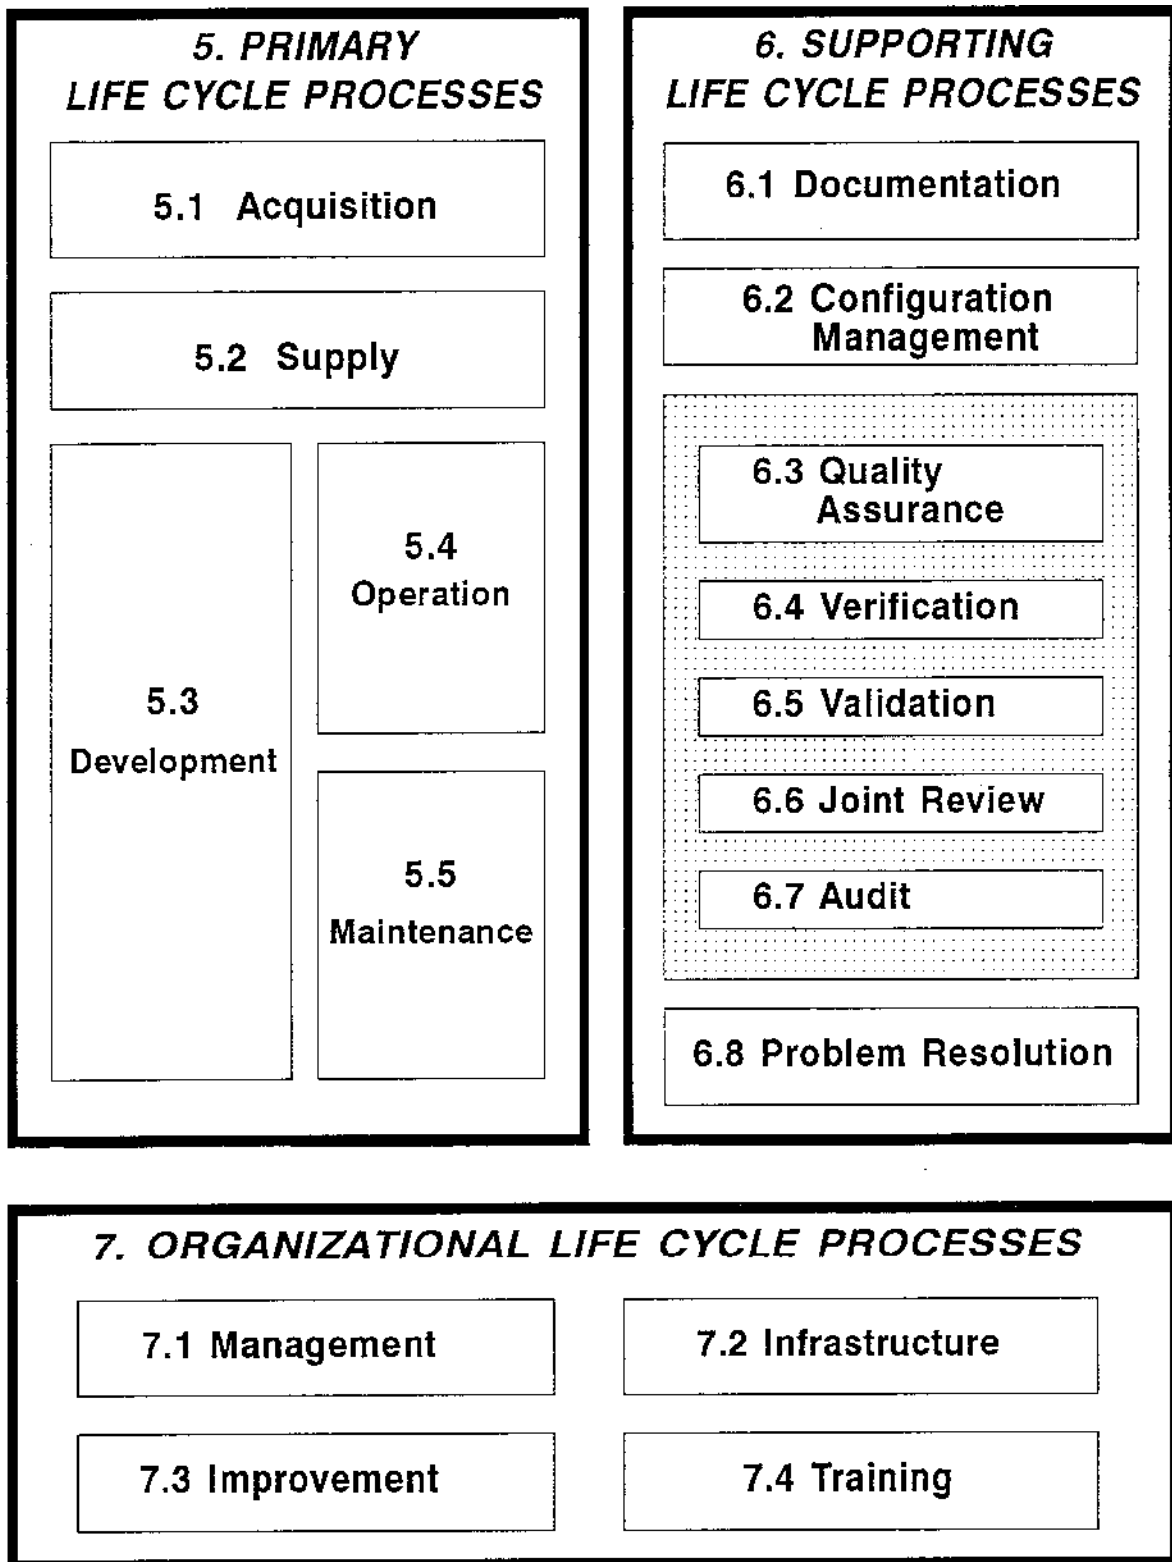 5. PRIMARY
LIFE CYCLE PROCESSES
5.1 Acquisition
5.2 Supply
5.3
Development
5.4
Operation
5.5
Maintenance
6. SUPPORTING
LIFE CYCLE PROCESSES
6.1 Documentation
6.2 Configuration
Management
6.3 Quality
Assurance
6.4 Verification
6.5 Validation
6.6 Joint Review
6.7 Audit
6.8 Problem Resolution
7. ORGANIZATIONAL LIFE CYCLE PROCESSES
7.1 Management
7.2 Infrastructure
7.3 Improvement
7.4 Training